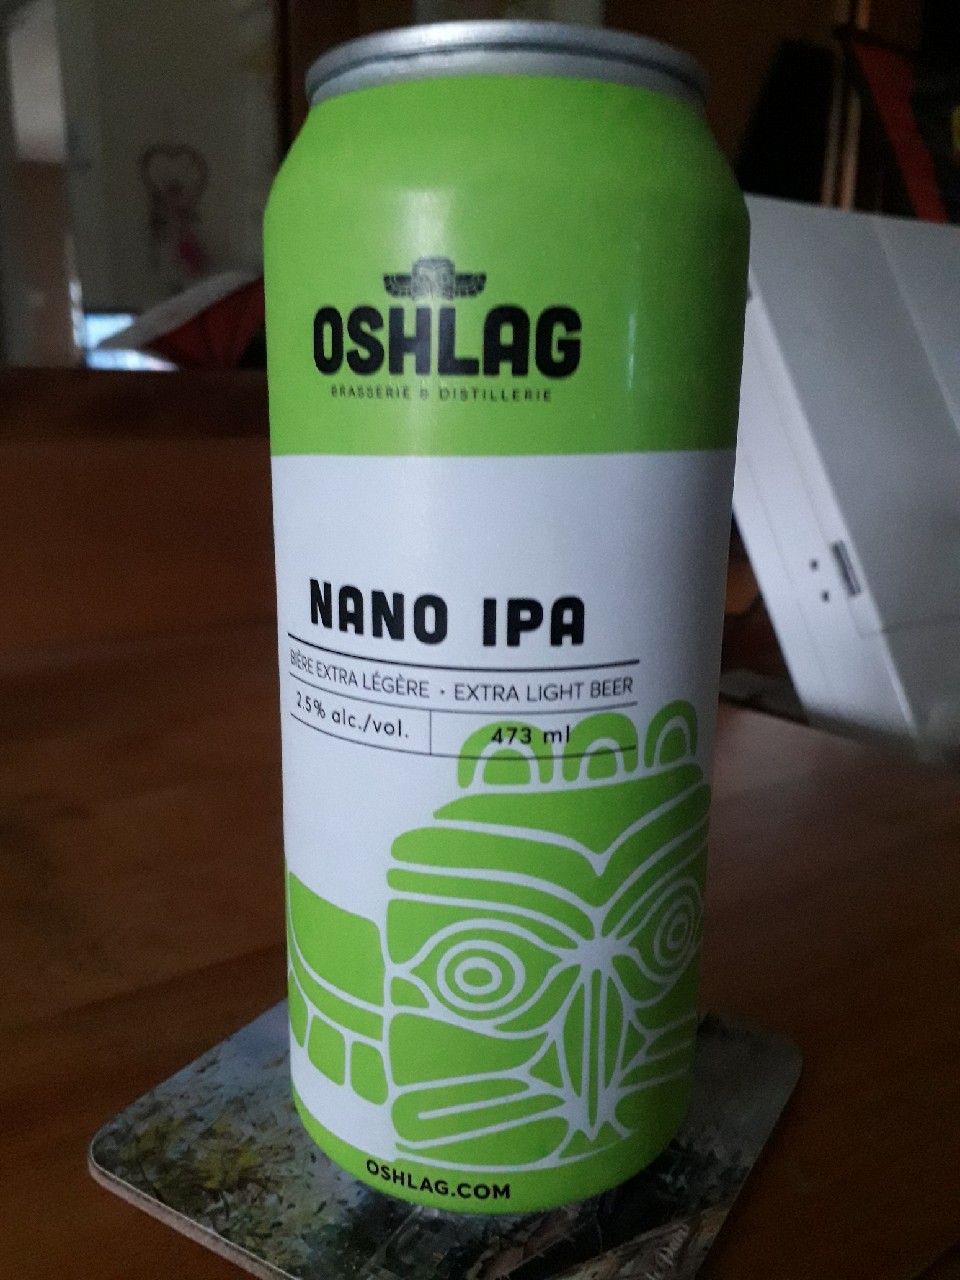 OSHLAG
BRASSERIE & DISTILLERIE
NANO IPA
BIÈRE EXTRA LÉGÈRE · EXTRA LIGHT BEER
2.5% alc./vol.
473 ml
OSHLAG.COM